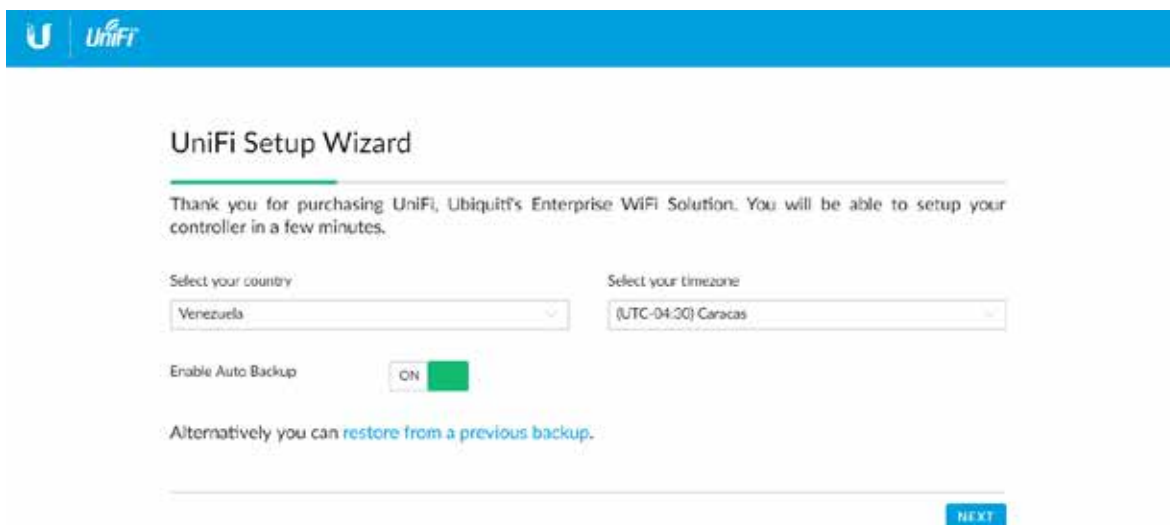 U UniFi
UniFi Setup Wizard
Thank you for purchasing UniFi, Ubiquiti's Enterprise WiFi Solution. You will be able to setup your
controller in a few minutes.
Select your country
Select your timezone
Venezuela
(UTC-04:30) Caracas
Enable Auto Backup
ON
Alternatively you can restore from a previous backup.
NEXT